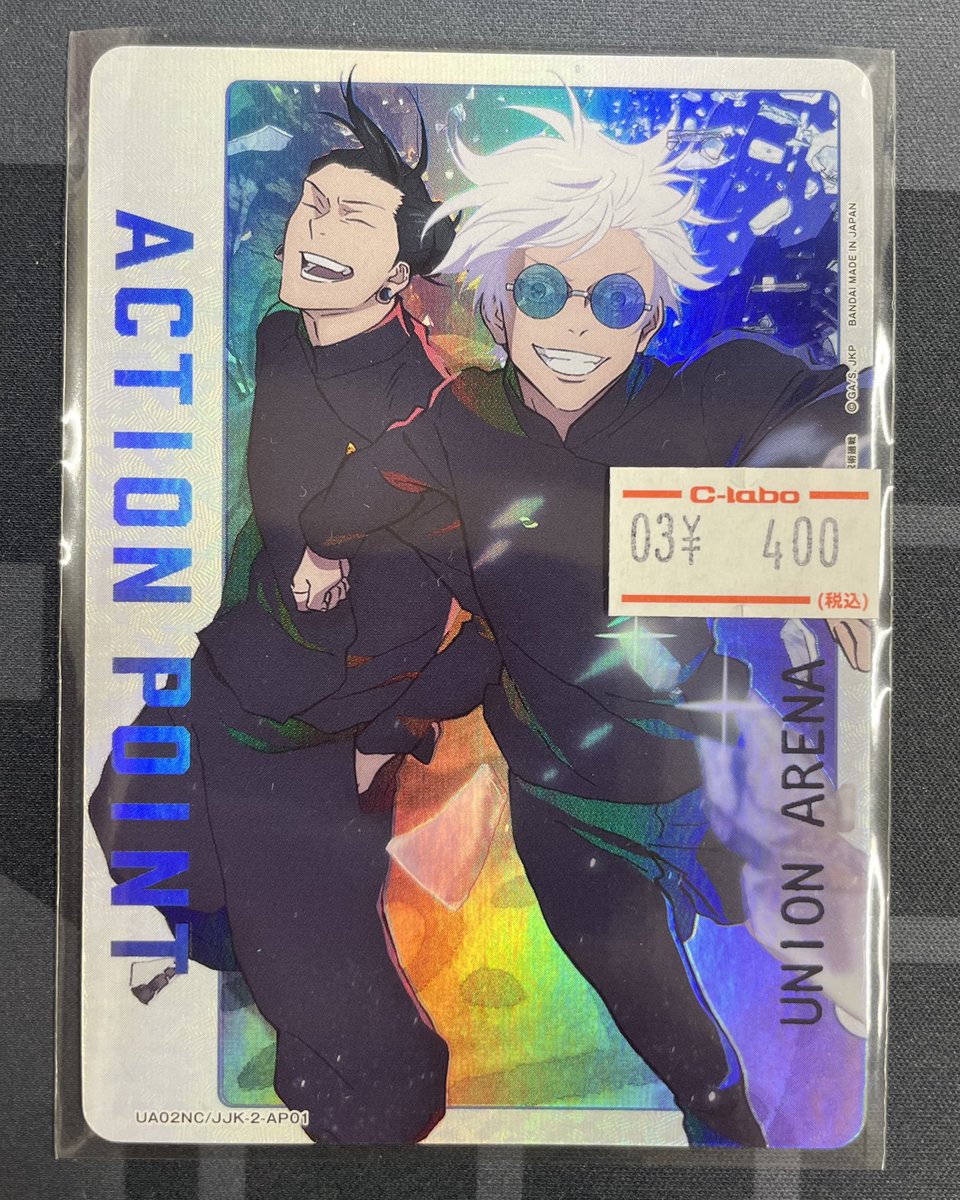 ACTION POINT
©GA/S, JKP BANDAI MADE IN JAPAN
C-labo
03¥ 400
(税込)
UNION ARENA
UA02NC/JJK-2-AP01